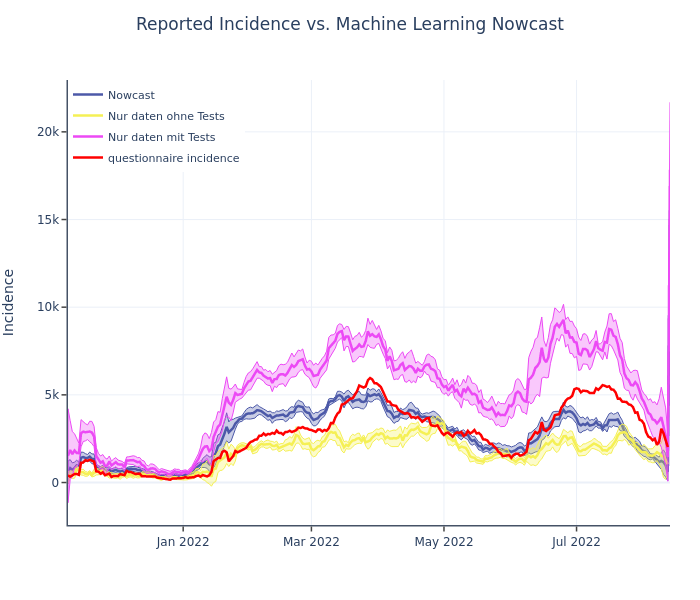 Reported Incidence vs. Machine Learning Nowcast
Nowcast
Nur daten ohne Tests
Nur daten mit Tests
questionnaire incidence
Incidence
20k
15k
10k
5k
0
Jan 2022
Mar 2022
May 2022
Jul 2022